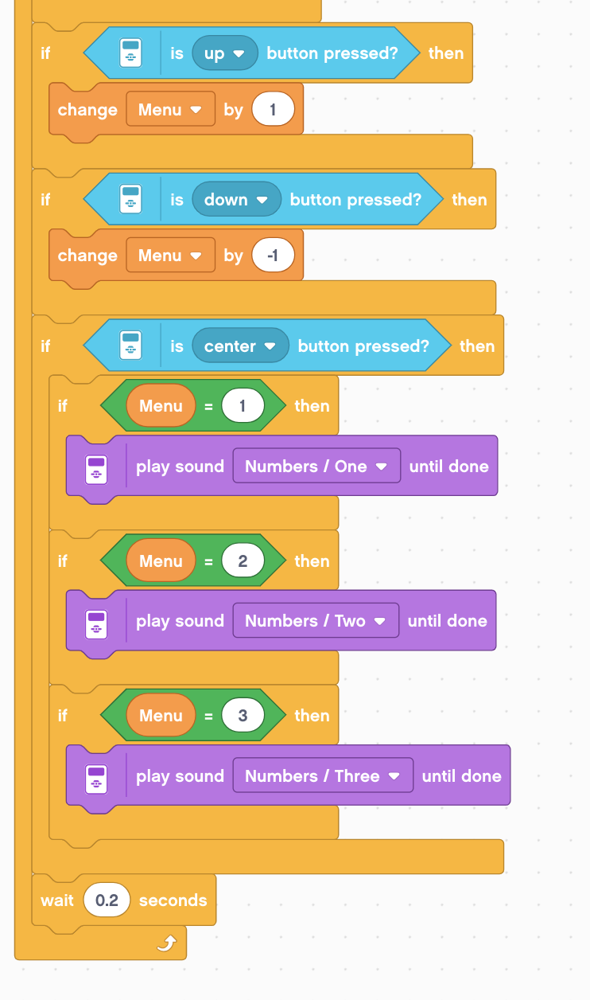 if is up button pressed? then
change Menu by 1
if is down button pressed? then
change Menu by -1
if is center button pressed? then
if Menu = 1 then
play sound Numbers / One until done
if Menu = 2 then
play sound Numbers / Two until done
if Menu = 3 then
play sound Numbers / Three until done
wait 0.2 seconds